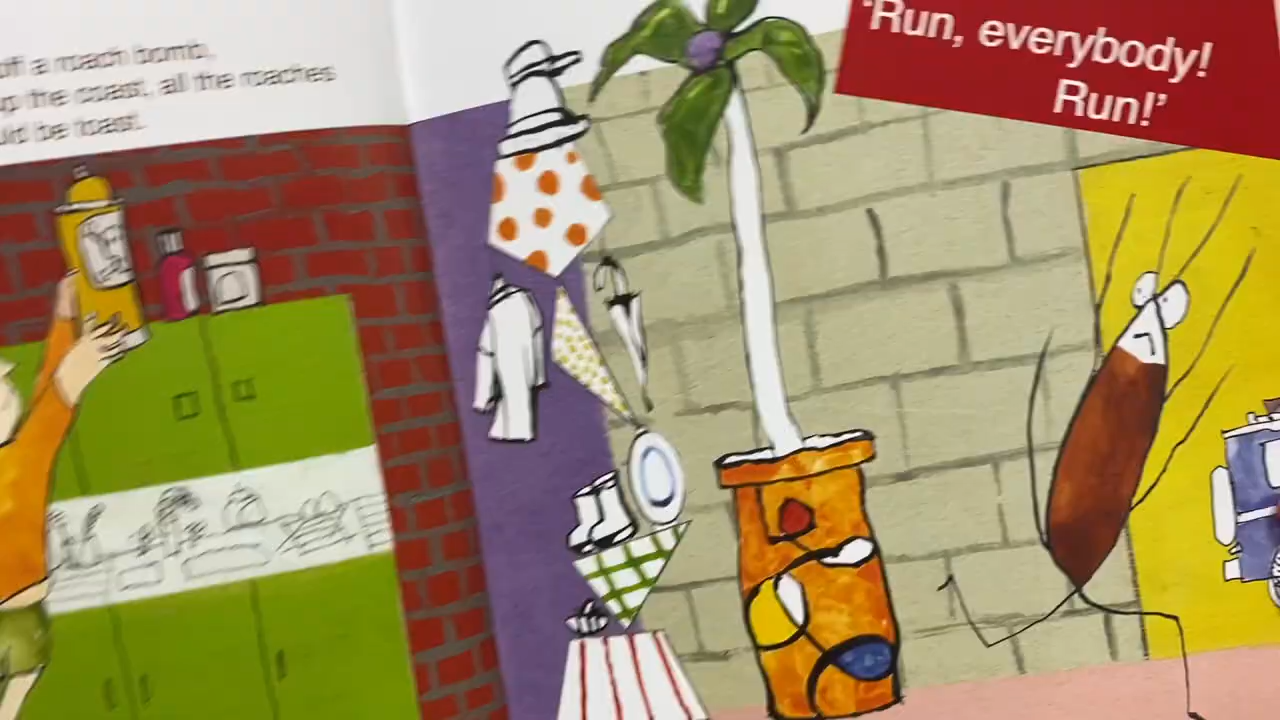 off a roach bomb,
up the coast, all the roaches
uld be toast.
'Run, everybody!
Run!'